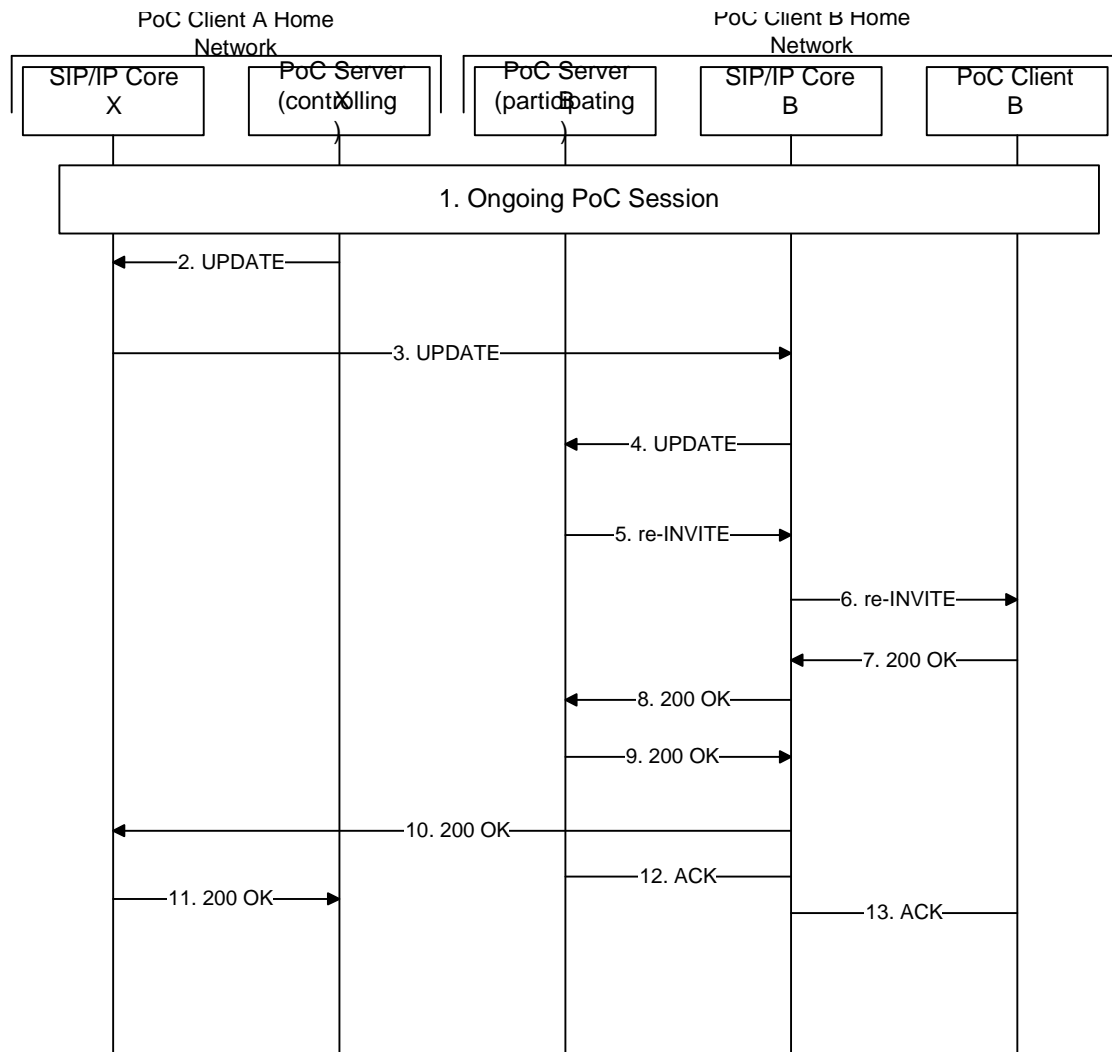 PoC Client A Home
Network
PoC Client B Home
Network
SIP/IP Core
X
PoC Server
X
(controlling
)
PoC Server
B
(participating
)
SIP/IP Core
B
PoC Client
B
1. Ongoing PoC Session
2. UPDATE
3. UPDATE
4. UPDATE
5. re-INVITE
6. re-INVITE
7. 200 OK
8. 200 OK
9. 200 OK
10. 200 OK
12. ACK
11. 200 OK
13. ACK